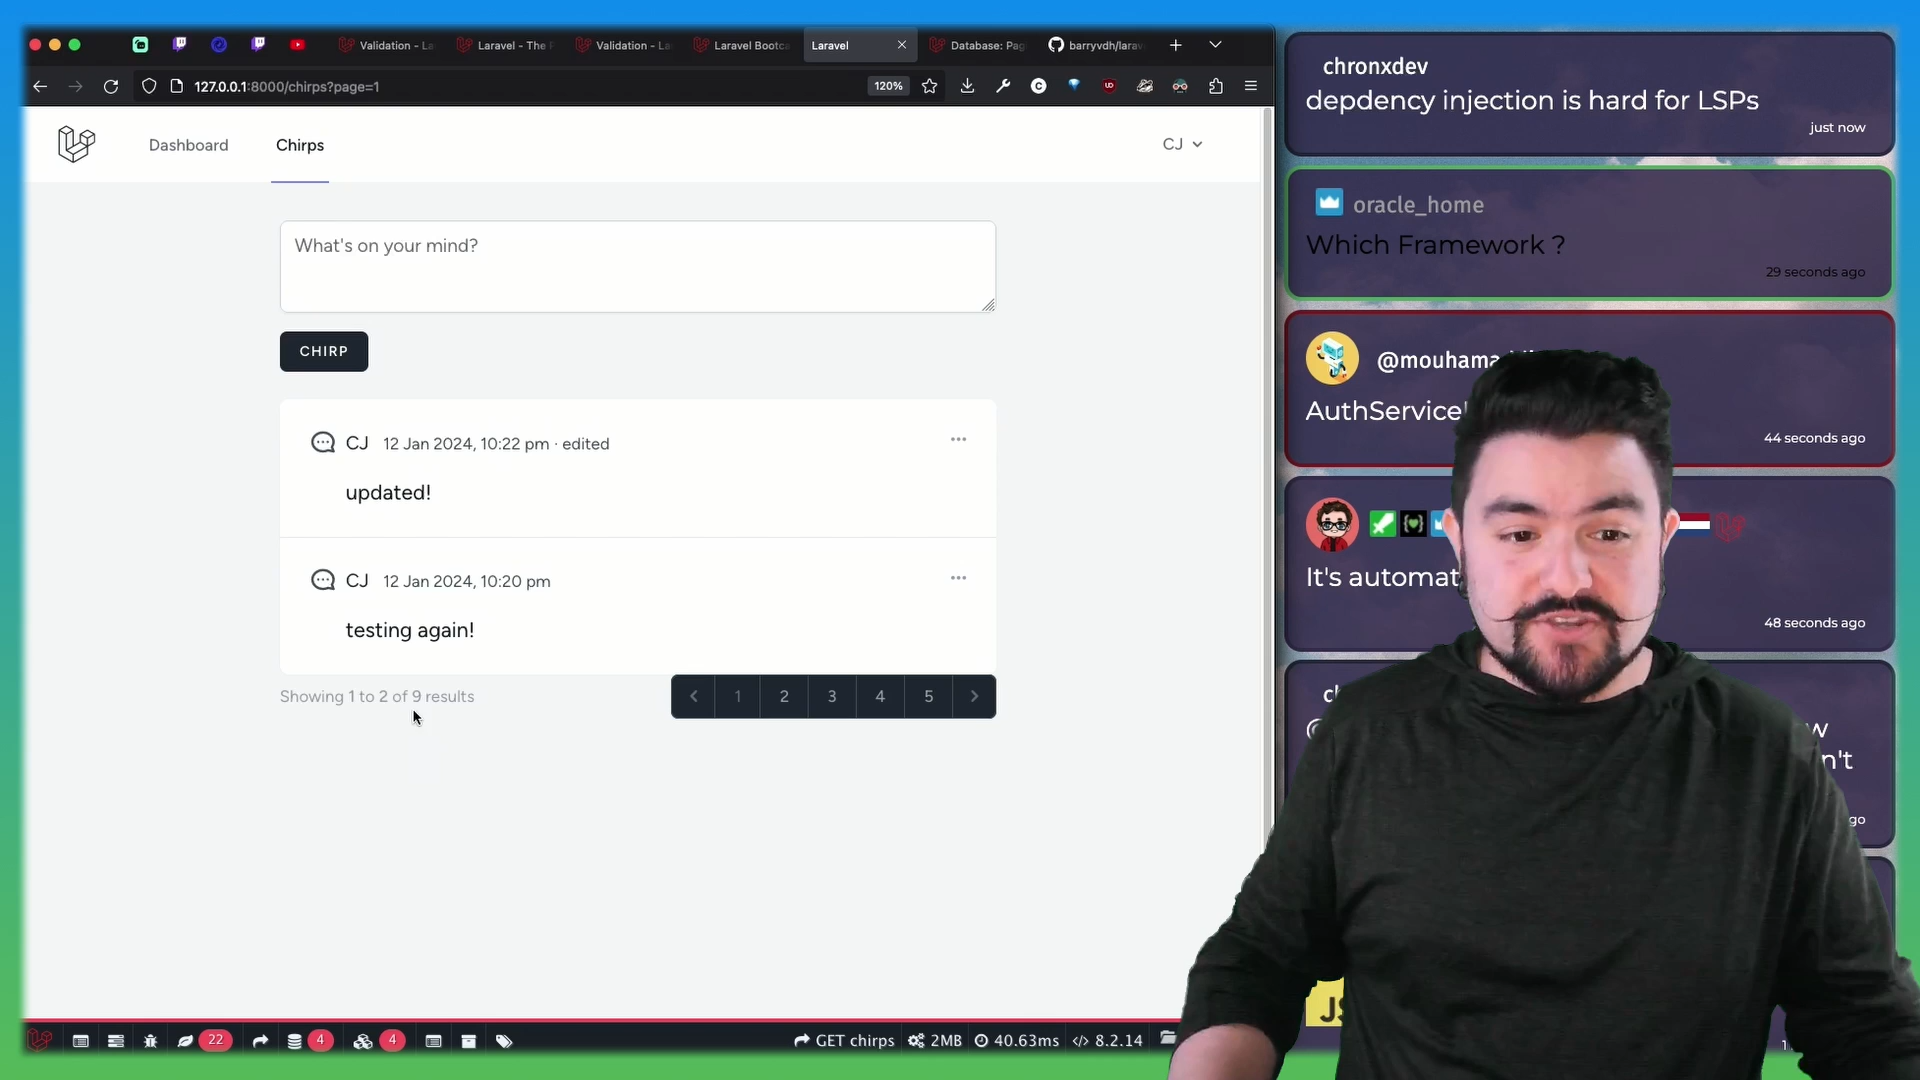 Validation - La
Laravel - The P
Validation - La
Laravel Bootca
Laravel
Database: Pag
barryvdh/larav
127.0.0.1:8000/chirps?page=1
120%
Dashboard
Chirps
CJ
What's on your mind?
CHIRP
CJ 12 Jan 2024, 10:22 pm · edited
updated!
CJ 12 Jan 2024, 10:20 pm
testing again!
Showing 1 to 2 of 9 results
1 2 3 4 5
22
4
4
GET chirps
2MB
40.63ms
8.2.14
chronxdev
depdency injection is hard for LSPs
just now
oracle_home
Which Framework ?
29 seconds ago
@mouhama
AuthService
44 seconds ago
It's automat
48 seconds ago
n't
go
JS